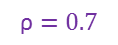 ρ = 0.7